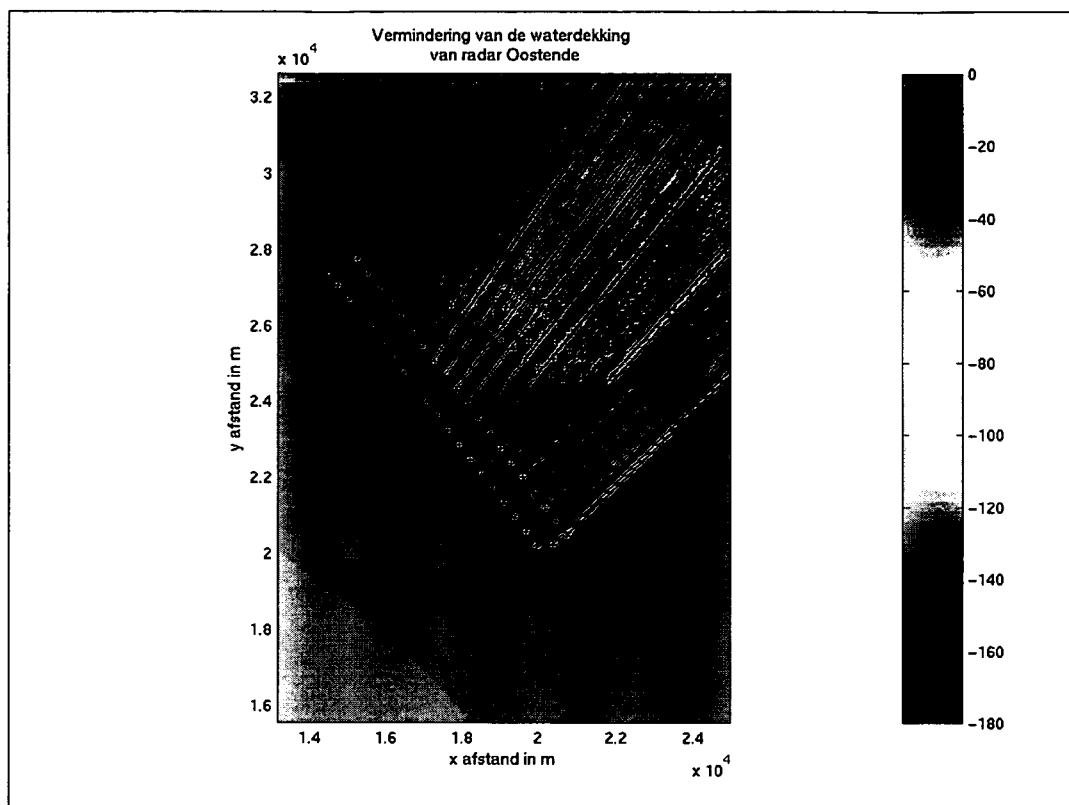 Vermindering van de waterdekking
van radar Oostende
x 10^4
3.2
3
2.8
2.6
2.4
2.2
2
1.8
1.6
y afstand in m
1.4 1.6 1.8 2 2.2 2.4
x afstand in m
x 10^4
0
-20
-40
-60
-80
-100
-120
-140
-160
-180